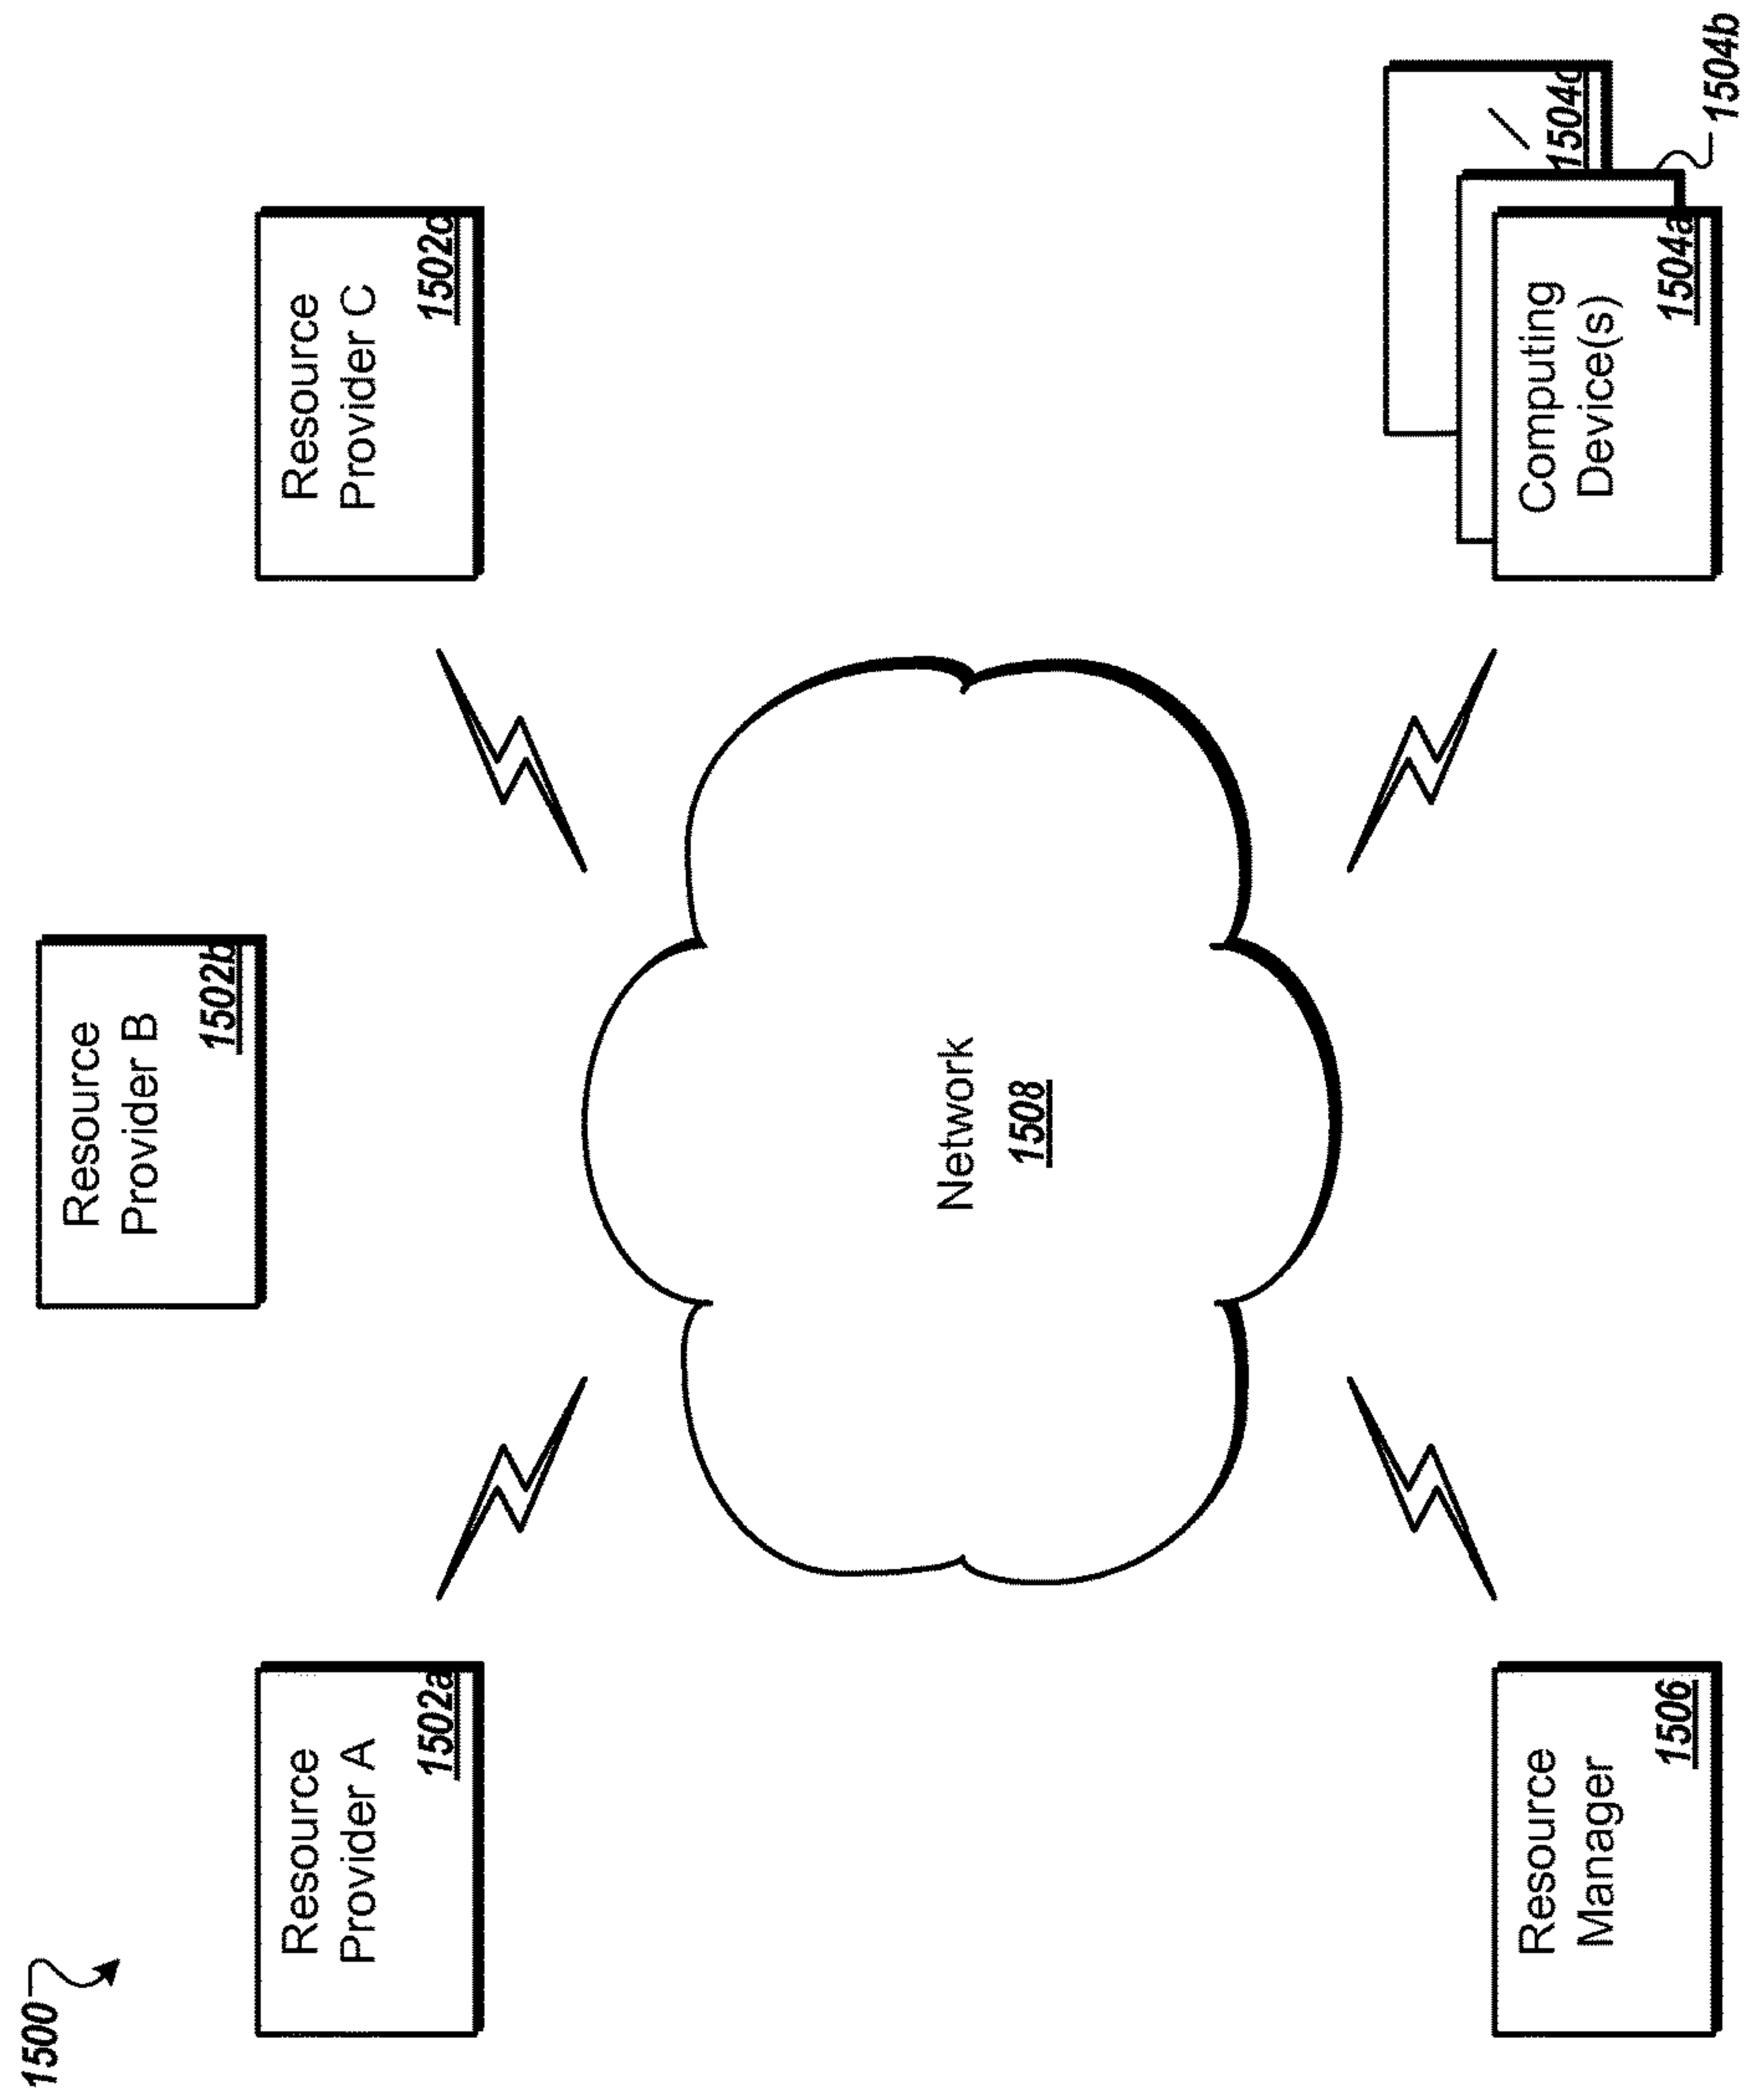 1500
Resource
Provider B
1502b
Resource
Provider A
1502a
Resource
Provider C
1502c
Network
1508
Resource
Manager
1506
Computing
Device(s)
1504a
1504b
1504c